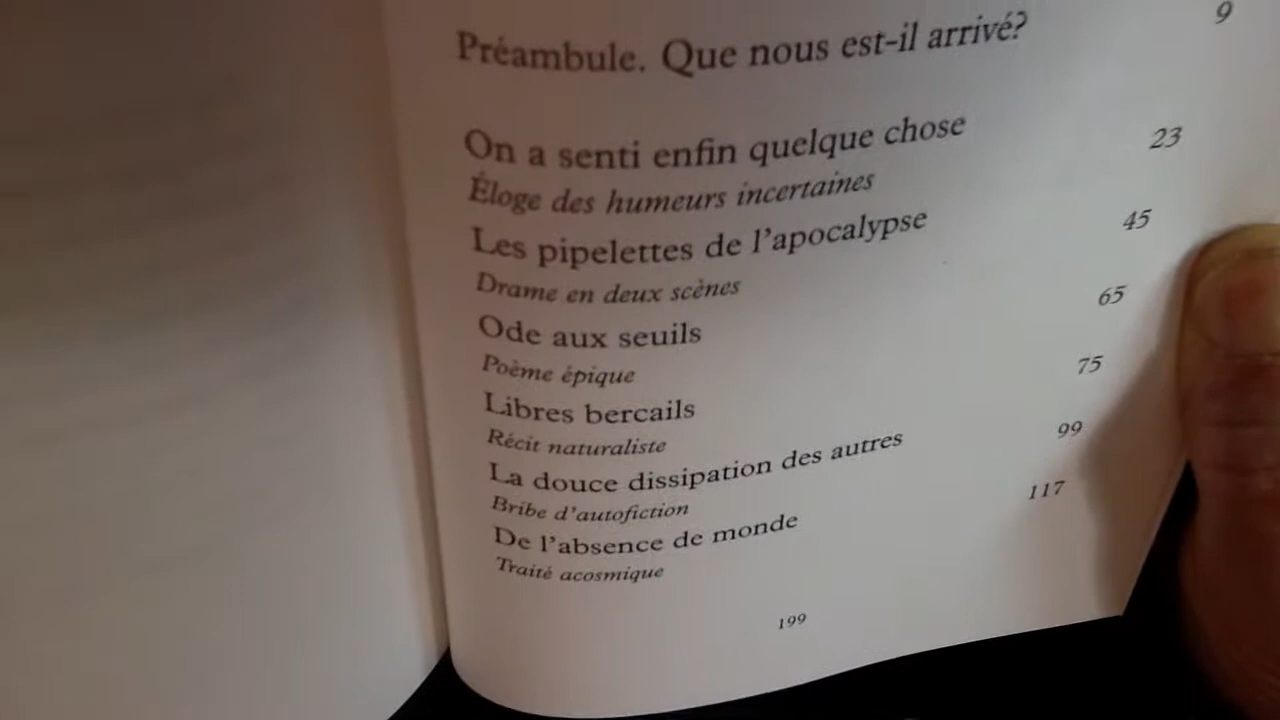 Préambule. Que nous est-il arrivé? 9
On a senti enfin quelque chose 23
Éloge des humeurs incertaines
Les pipelettes de l'apocalypse 45
Drame en deux scènes
Ode aux seuils 65
Poème épique
Libres bercails 75
Récit naturaliste
La douce dissipation des autres 99
Bribe d'autofiction
De l'absence de monde 117
Traité acosmique
199